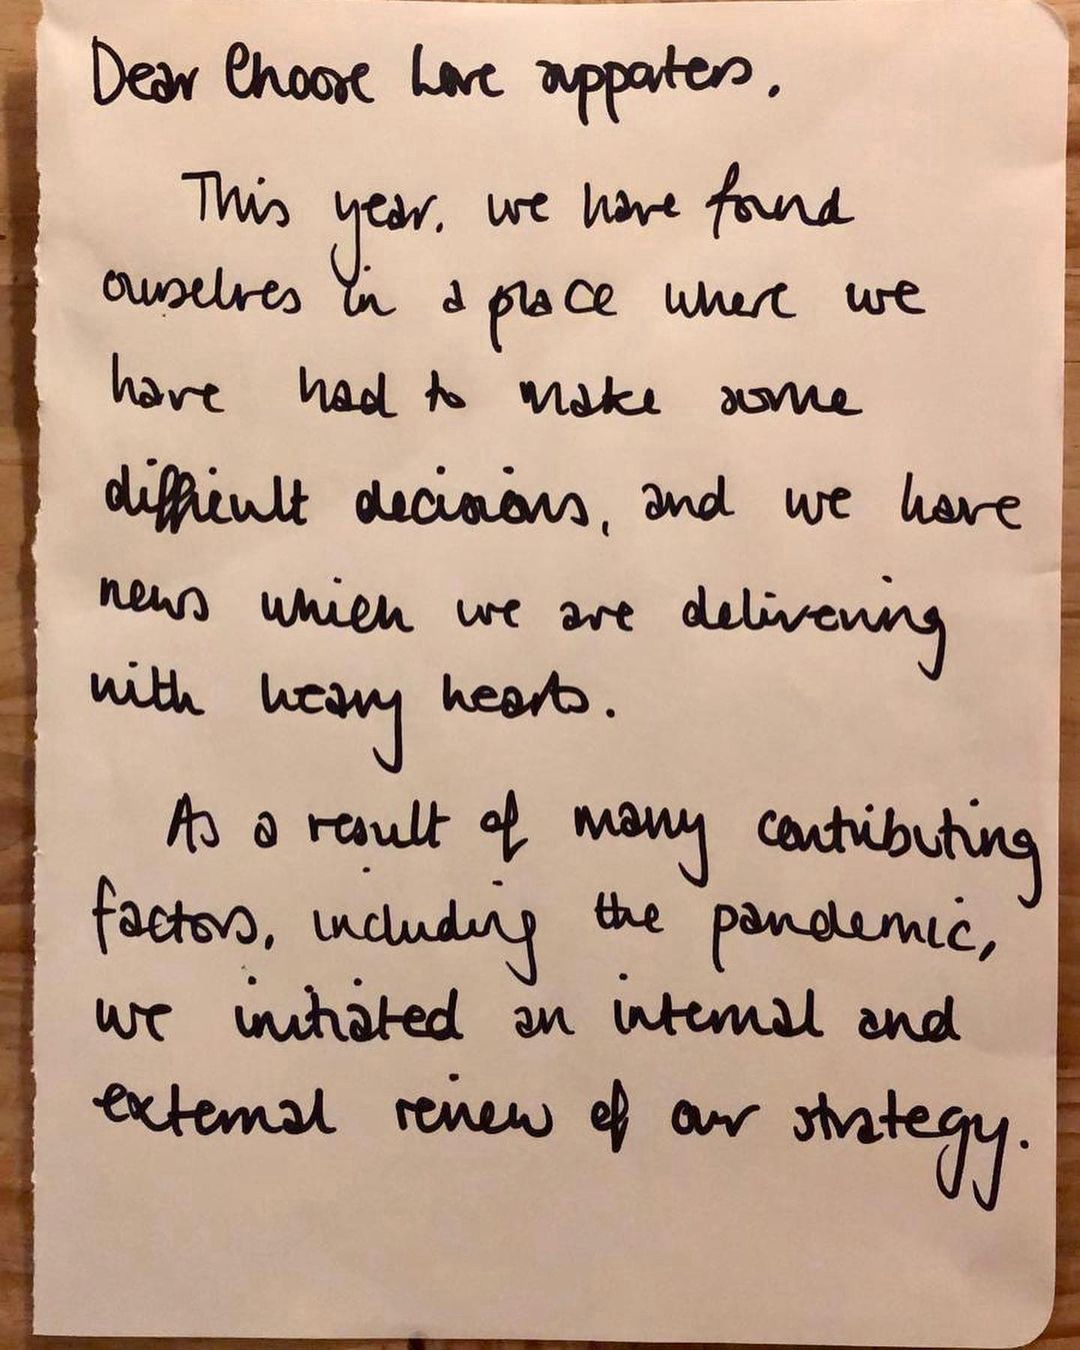 Dear Choose Love supporters.
This year, we have found
ourselves in a place where we
have had to make some
difficult decisions, and we have
news which we are delivering
with heavy hearts.
As a result of many contributing
factors, including the pandemic,
we initiated an internal and
external review of our strategy.